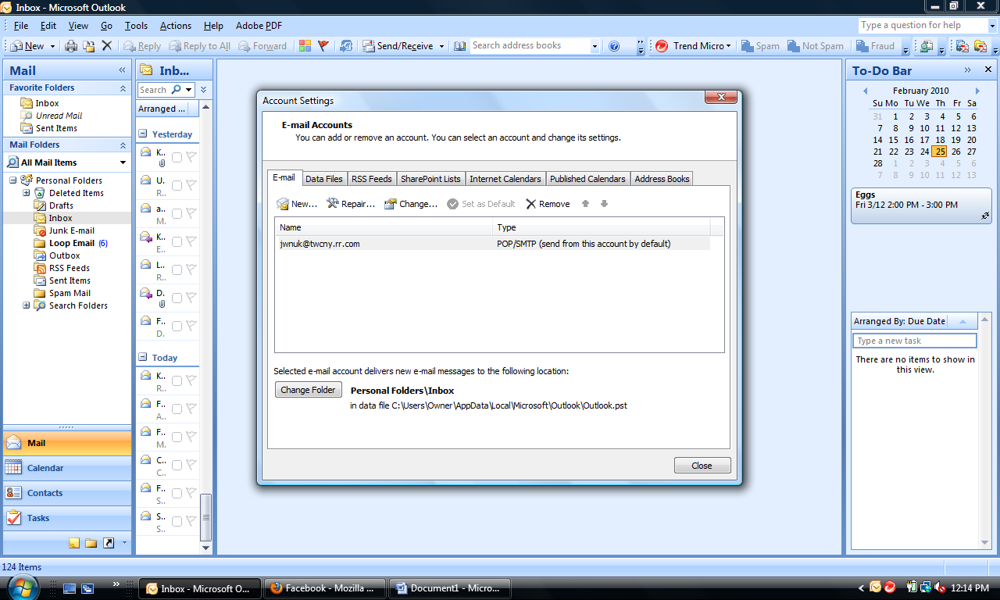 Inbox - Microsoft Outlook
File Edit View Go Tools Actions Help Adobe PDF
Type a question for help
New Reply Reply to All Forward Send/Receive Search address books Trend Micro Spam Not Spam Fraud
Mail
Favorite Folders
Inbox
Unread Mail
Sent Items
Mail Folders
All Mail Items
Personal Folders
Deleted Items
Drafts
Inbox
Junk E-mail
Loop Email (6)
Outbox
RSS Feeds
Sent Items
Spam Mail
Search Folders
Mail
Calendar
Contacts
Tasks
Inb...
Search
Arranged ...
Yesterday
K..
U..
R..
a..
M..
K..
E..
L..
R..
D..
F..
D..
Today
K..
R..
F..
A..
F..
M..
C..
C..
F..
S..
S..
S..
Account Settings
E-mail Accounts
You can add or remove an account. You can select an account and change its settings.
E-mail Data Files RSS Feeds SharePoint Lists Internet Calendars Published Calendars Address Books
New... Repair... Change... Set as Default Remove
Name Type
jwnuk@twcny.rr.com POP/SMTP (send from this account by default)
Selected e-mail account delivers new e-mail messages to the following location:
Change Folder Personal Folders\Inbox
in data file C:\Users\Owner\AppData\Local\Microsoft\Outlook\Outlook.pst
Close
To-Do Bar
February 2010
Su Mo Tu We Th Fr Sa
31 1 2 3 4 5 6
7 8 9 10 11 12 13
14 15 16 17 18 19 20
21 22 23 24 25 26 27
28 1 2 3 4 5 6
7 8 9 10 11 12 13
Eggs
Fri 3/12 2:00 PM - 3:00 PM
Arranged By: Due Date
Type a new task
There are no items to show in
this view.
124 Items
Inbox - Microsoft Ou... Facebook - Mozilla ... Document1 - Micro... 12:14 PM